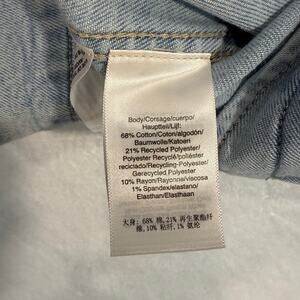 Body/Corsage/cuerpo/
Hauptteil/Lijf:
68% Cotton/Coton/algodón/
Baumwolle/Katoen
21% Recycled Polyester/
Polyester Recyclé/poliester
reciclado/Recycling-Polyester/
Gerecycled Polyester
10% Rayon/Rayonne/viscosa
1% Spandex/elastano/
Elasthan/Elasthaan
大身: 68% 棉,21% 再生聚酯纤
维,10% 粘纤,1% 氨纶